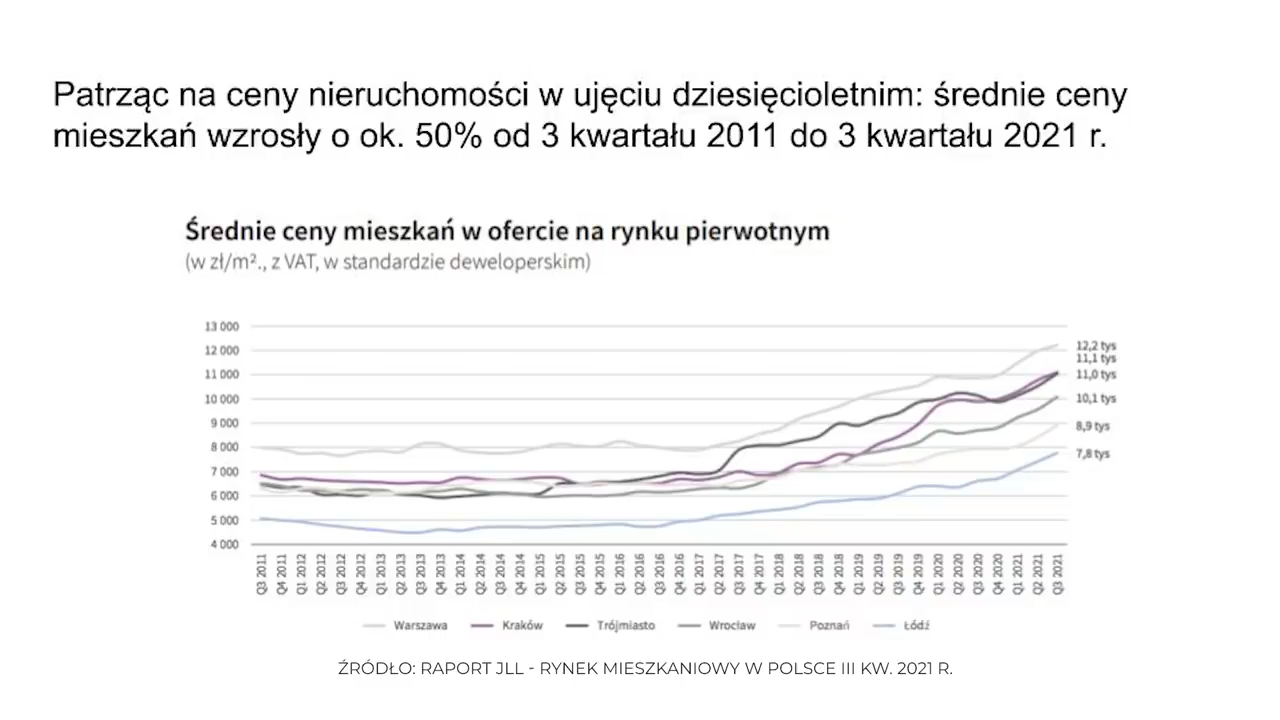 Patrząc na ceny nieruchomości w ujęciu dziesięcioletnim: średnie ceny
mieszkań wzrosły o ok. 50% od 3 kwartału 2011 do 3 kwartału 2021 r.
Średnie ceny mieszkań w ofercie na rynku pierwotnym
(w zł/m²., z VAT, w standardzie deweloperskim)
13 000
12 000
11 000
10 000
9 000
8 000
7 000
6 000
5 000
4 000
12,2 tys
11,1 tys
11,0 tys
10,1 tys
8,9 tys
7,8 tys
Q3 2011 Q4 2011 Q1 2012 Q2 2012 Q3 2012 Q4 2012 Q1 2013 Q2 2013 Q3 2013 Q4 2013 Q1 2014 Q2 2014 Q3 2014 Q4 2014 Q1 2015 Q2 2015 Q3 2015 Q4 2015 Q1 2016 Q2 2016 Q3 2016 Q4 2016 Q1 2017 Q2 2017 Q3 2017 Q4 2017 Q1 2018 Q2 2018 Q3 2018 Q4 2018 Q1 2019 Q2 2019 Q3 2019 Q4 2019 Q1 2020 Q2 2020 Q3 2020 Q4 2020 Q1 2021 Q2 2021 Q3 2021
Warszawa Kraków Trójmiasto Wrocław Poznań Łódź
ŹRÓDŁO: RAPORT JLL - RYNEK MIESZKANIOWY W POLSCE III KW. 2021 R.